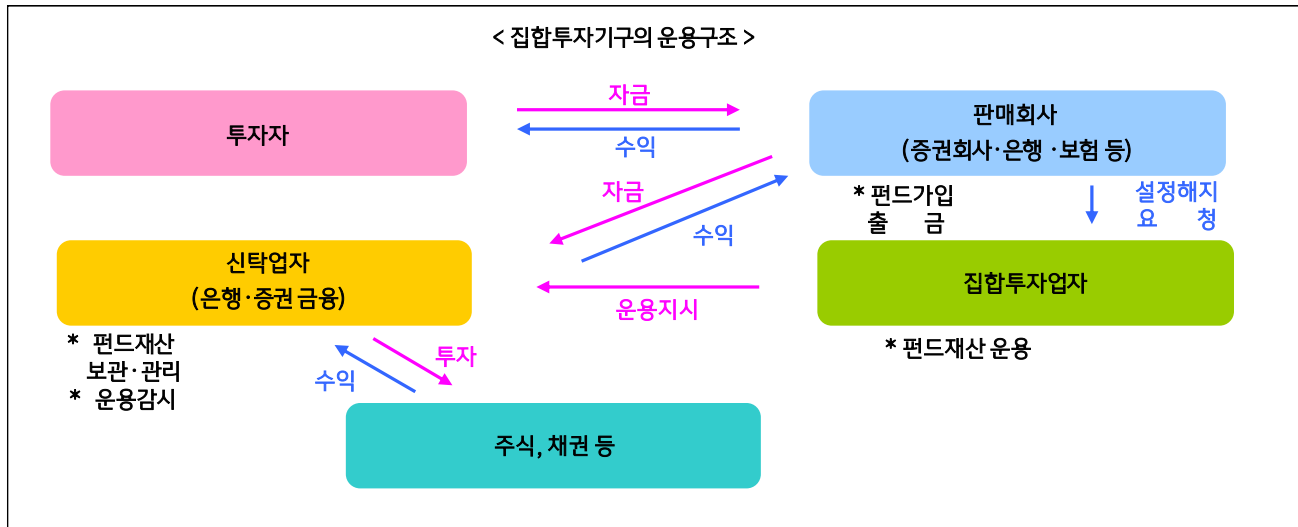 < 집합투자기구의 운용구조 >
자금
투자자
수익
판매회사
(증권회사·은행 ·보험 등)
자금
수익
* 펀드가입
출 금
설정해지
요 청
신탁업자
(은행·증권 금융)
운용지시
집합투자업자
* 펀드재산
보관·관리
* 운용감시
투자
수익
* 펀드재산 운용
주식, 채권 등